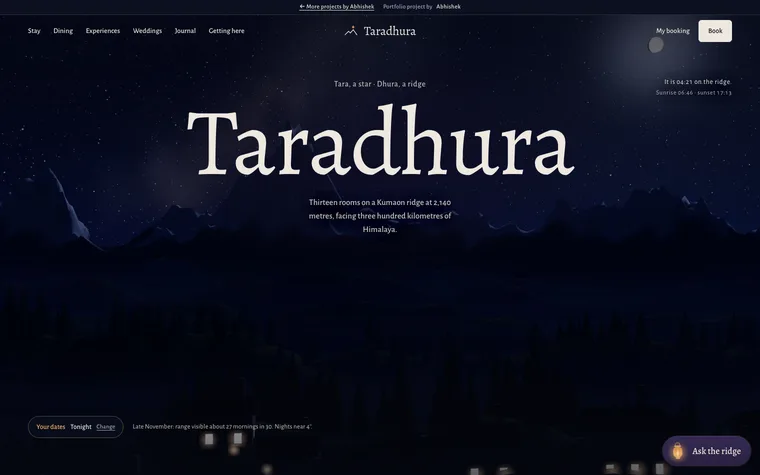 ← More projects by Abhishek Portfolio project by Abhishek
Stay Dining Experiences Weddings Journal Getting here
Taradhura
My booking Book
It is 04:21 on the ridge.
Sunrise 06:46 · sunset 17:13
Tara, a star · Dhura, a ridge
Taradhura
Thirteen rooms on a Kumaon ridge at 2,140
metres, facing three hundred kilometres of
Himalaya.
Your dates Tonight Change
Late November: range visible about 27 mornings in 30. Nights near 4°.
Ask the ridge